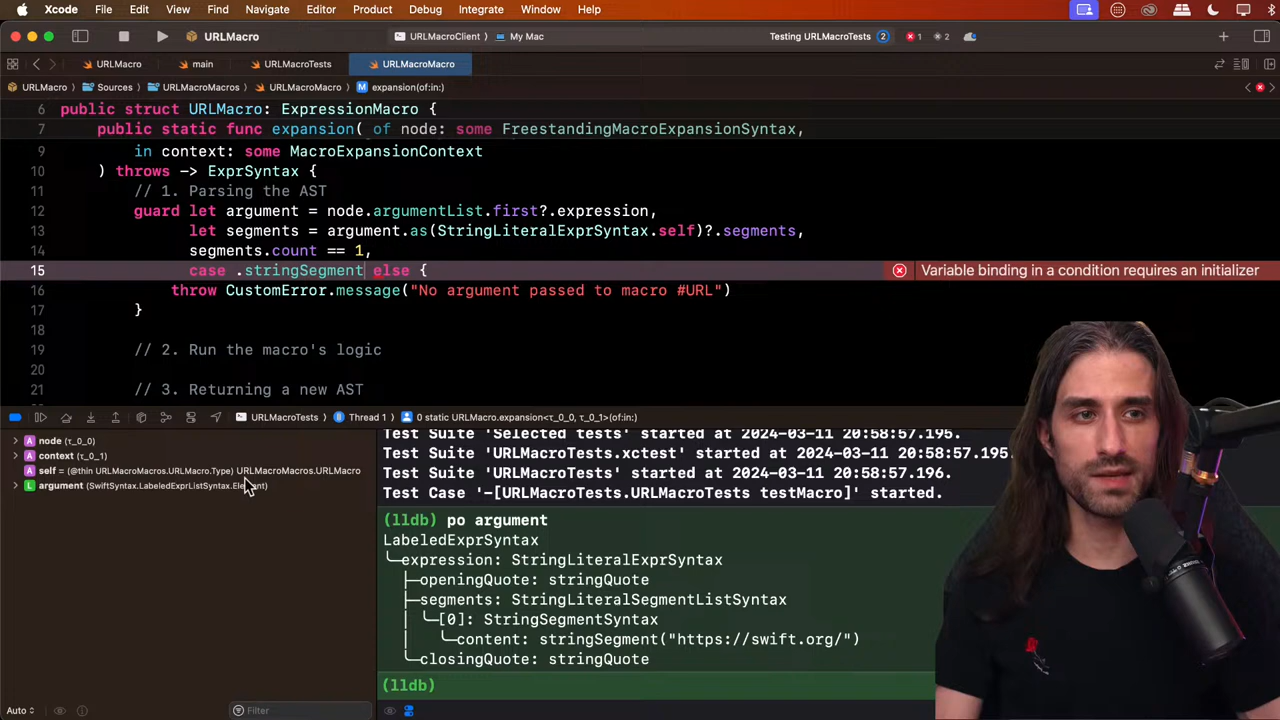 Xcode File Edit View Find Navigate Editor Product Debug Integrate Window Help
URLMacro URLMacroClient 〉 My Mac Testing URLMacroTests 2 1 2
URLMacro main URLMacroTests URLMacroMacro
URLMacro 〉 Sources 〉 URLMacroMacros 〉 URLMacroMacro 〉 M expansion(of:in:)
6 public struct URLMacro: ExpressionMacro {
7 public static func expansion( of node: some FreestandingMacroExpansionSyntax,
9 in context: some MacroExpansionContext
10 ) throws -> ExprSyntax {
11 // 1. Parsing the AST
12 guard let argument = node.argumentList.first?.expression,
13 let segments = argument.as(StringLiteralExprSyntax.self)?.segments,
14 segments.count == 1,
15 case .stringSegment else { Variable binding in a condition requires an initializer
16 throw CustomError.message("No argument passed to macro #URL")
17 }
18
19 // 2. Run the macro's logic
20
21 // 3. Returning a new AST
URLMacroTests 〉 Thread 1 〉 0 static URLMacro.expansion<τ_0_0, τ_0_1>(of:in:)
A node (τ_0_0)
A context (τ_0_1)
A self = (@thin URLMacroMacros.URLMacro.Type) URLMacroMacros.URLMacro
L argument (SwiftSyntax.LabeledExprListSyntax.Element)
Test Suite 'Selected tests' started at 2024-03-11 20:58:57.195.
Test Suite 'URLMacroTests.xctest' started at 2024-03-11 20:58:57.195.
Test Suite 'URLMacroTests' started at 2024-03-11 20:58:57.196.
Test Case '-[URLMacroTests.URLMacroTests testMacro]' started.
(lldb) po argument
LabeledExprSyntax
╰─expression: StringLiteralExprSyntax
├─openingQuote: stringQuote
├─segments: StringLiteralSegmentListSyntax
│ ╰─[0]: StringSegmentSyntax
│ ╰─content: stringSegment("https://swift.org/")
╰─closingQuote: stringQuote
(lldb)
Auto Filter